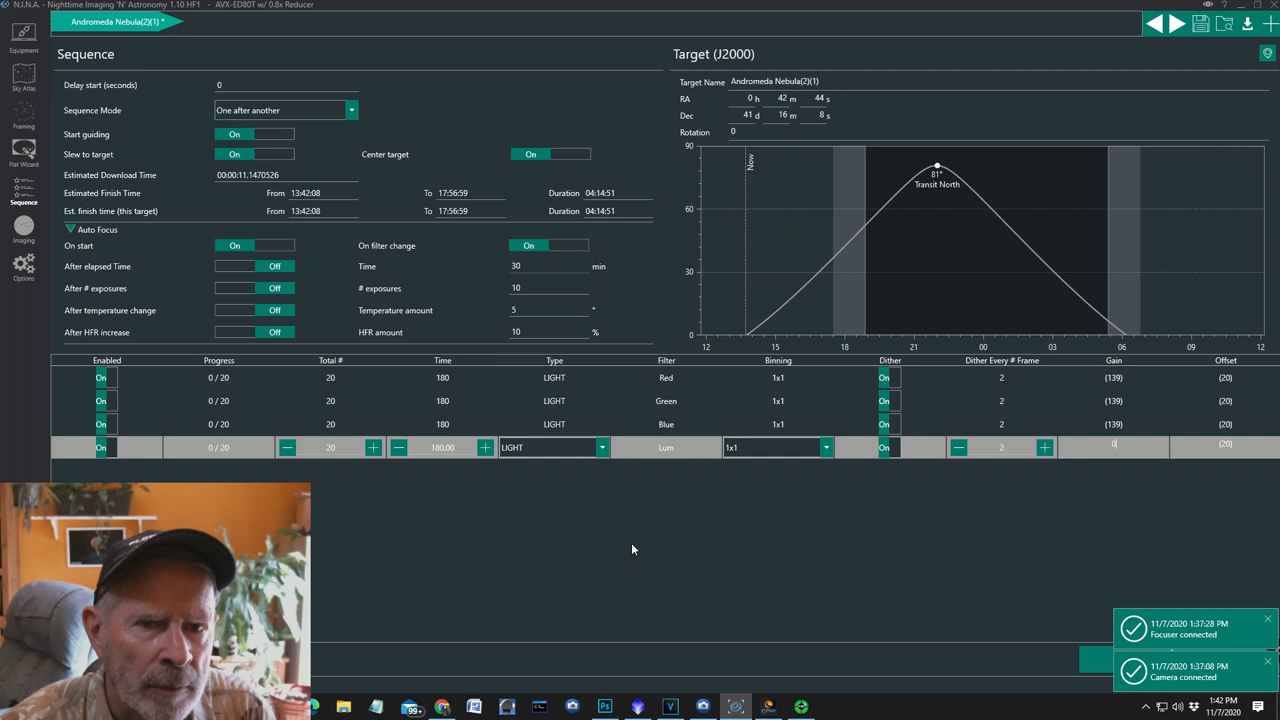 N.I.N.A. - Nighttime Imaging 'N' Astronomy 1.10 HF1 - AVX-ED80T w/ 0.8x Reducer
Andromeda Nebula(2)(1) *
Equipment
Sky Atlas
Framing
Flat Wizard
Sequence
Imaging
Options
Sequence
Delay start (seconds) 0
Sequence Mode One after another
Start guiding On
Slew to target On Center target On
Estimated Download Time 00:00:11.1470526
Estimated Finish Time From 13:42:08 To 17:56:59 Duration 04:14:51
Est. finish time (this target) From 13:42:08 To 17:56:59 Duration 04:14:51
Auto Focus
On start On On filter change On
After elapsed Time Off Time 30 min
After # exposures Off # exposures 10
After temperature change Off Temperature amount 5 °
After HFR increase Off HFR amount 10 %
Target (J2000)
Target Name Andromeda Nebula(2)(1)
RA 0 h 42 m 44 s
Dec 41 d 16 m 8 s
Rotation 0
90
60
30
0
Now
81°
Transit North
12 15 18 21 00 03 06 09 12
Enabled Progress Total # Time Type Filter Binning Dither Dither Every # Frame Gain Offset
On 0 / 20 20 180 LIGHT Red 1x1 On 2 (139) (20)
On 0 / 20 20 180 LIGHT Green 1x1 On 2 (139) (20)
On 0 / 20 20 180 LIGHT Blue 1x1 On 2 (139) (20)
On 0 / 20 20 180.00 LIGHT Lum 1x1 On 2 0 (20)
11/7/2020 1:37:28 PM
Focuser connected
11/7/2020 1:37:08 PM
Camera connected
99+
1:42 PM
11/7/2020